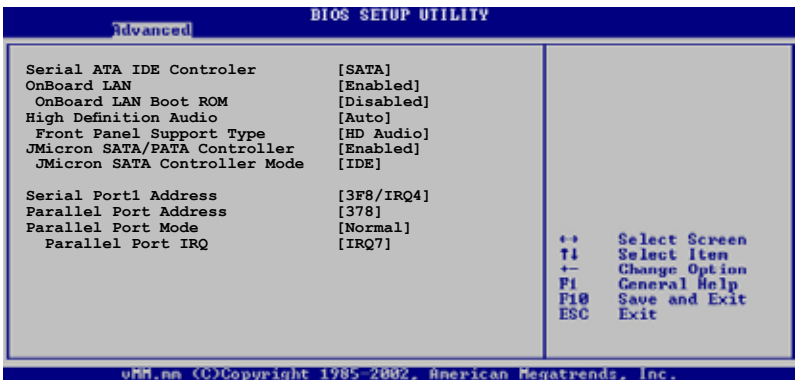 BIOS SETUP UTILITY
Advanced
Serial ATA IDE Controler [SATA]
OnBoard LAN [Enabled]
OnBoard LAN Boot ROM [Disabled]
High Definition Audio [Auto]
Front Panel Support Type [HD Audio]
JMicron SATA/PATA Controller [Enabled]
JMicron SATA Controller Mode [IDE]
Serial Port1 Address [3F8/IRQ4]
Parallel Port Address [378]
Parallel Port Mode [Normal]
Parallel Port IRQ [IRQ7]
←→ Select Screen
↑↓ Select Item
+- Change Option
F1 General Help
F10 Save and Exit
ESC Exit
vMM.mm (C)Copyright 1985-2002, American Megatrends, Inc.